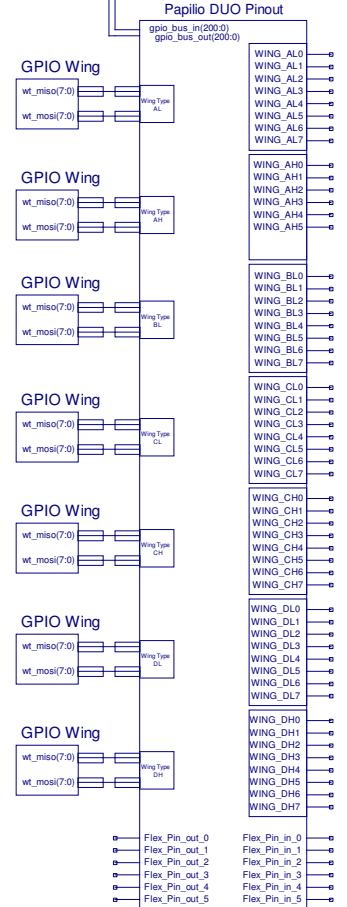 Papilio DUO Pinout
gpio_bus_in(200:0)
gpio_bus_out(200:0)
GPIO Wing
wt_miso(7:0)
wt_mosi(7:0)
Wing Type
AL
WING_AL0
WING_AL1
WING_AL2
WING_AL3
WING_AL4
WING_AL5
WING_AL6
WING_AL7
GPIO Wing
wt_miso(7:0)
wt_mosi(7:0)
Wing Type
AH
WING_AH0
WING_AH1
WING_AH2
WING_AH3
WING_AH4
WING_AH5
GPIO Wing
wt_miso(7:0)
wt_mosi(7:0)
Wing Type
BL
WING_BL0
WING_BL1
WING_BL2
WING_BL3
WING_BL4
WING_BL5
WING_BL6
WING_BL7
GPIO Wing
wt_miso(7:0)
wt_mosi(7:0)
Wing Type
CL
WING_CL0
WING_CL1
WING_CL2
WING_CL3
WING_CL4
WING_CL5
WING_CL6
WING_CL7
GPIO Wing
wt_miso(7:0)
wt_mosi(7:0)
Wing Type
CH
WING_CH0
WING_CH1
WING_CH2
WING_CH3
WING_CH4
WING_CH5
WING_CH6
WING_CH7
GPIO Wing
wt_miso(7:0)
wt_mosi(7:0)
Wing Type
DL
WING_DL0
WING_DL1
WING_DL2
WING_DL3
WING_DL4
WING_DL5
WING_DL6
WING_DL7
GPIO Wing
wt_miso(7:0)
wt_mosi(7:0)
Wing Type
DH
WING_DH0
WING_DH1
WING_DH2
WING_DH3
WING_DH4
WING_DH5
WING_DH6
WING_DH7
Flex_Pin_out_0 Flex_Pin_in_0
Flex_Pin_out_1 Flex_Pin_in_1
Flex_Pin_out_2 Flex_Pin_in_2
Flex_Pin_out_3 Flex_Pin_in_3
Flex_Pin_out_4 Flex_Pin_in_4
Flex_Pin_out_5 Flex_Pin_in_5